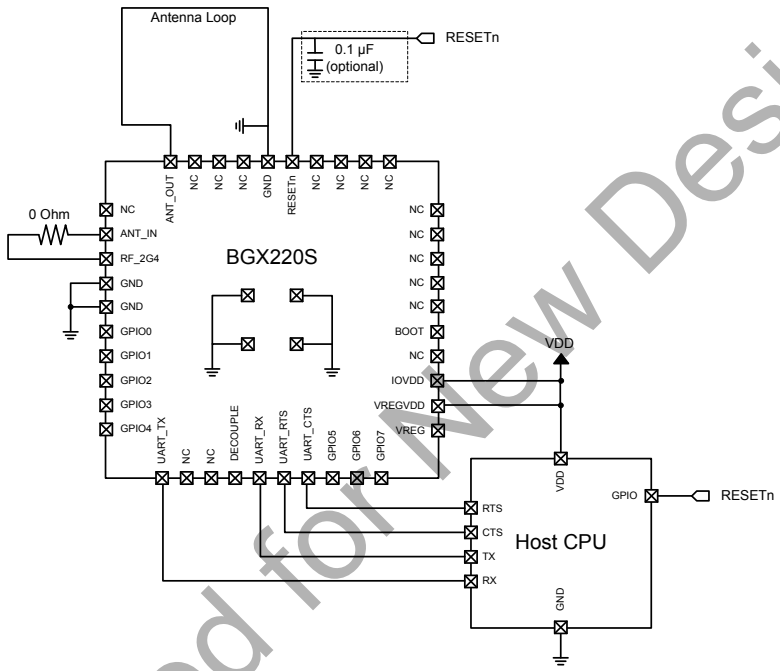 Antenna Loop
0.1 µF
(optional)
RESETn
ANT_OUT
NC
NC
NC
GND
RESETn
NC
NC
NC
NC
NC
0 Ohm
ANT_IN
RF_2G4
GND
GND
GPIO0
GPIO1
GPIO2
GPIO3
GPIO4
BGX220S
NC
NC
NC
NC
NC
BOOT
NC
IOVDD
VREGVDD
VREG
VDD
UART_TX
NC
NC
DECOUPLE
UART_RX
UART_RTS
UART_CTS
GPIO5
GPIO6
GPIO7
VDD
RTS
CTS
TX
RX
Host CPU
GPIO
RESETn
GND
ed for New Desi